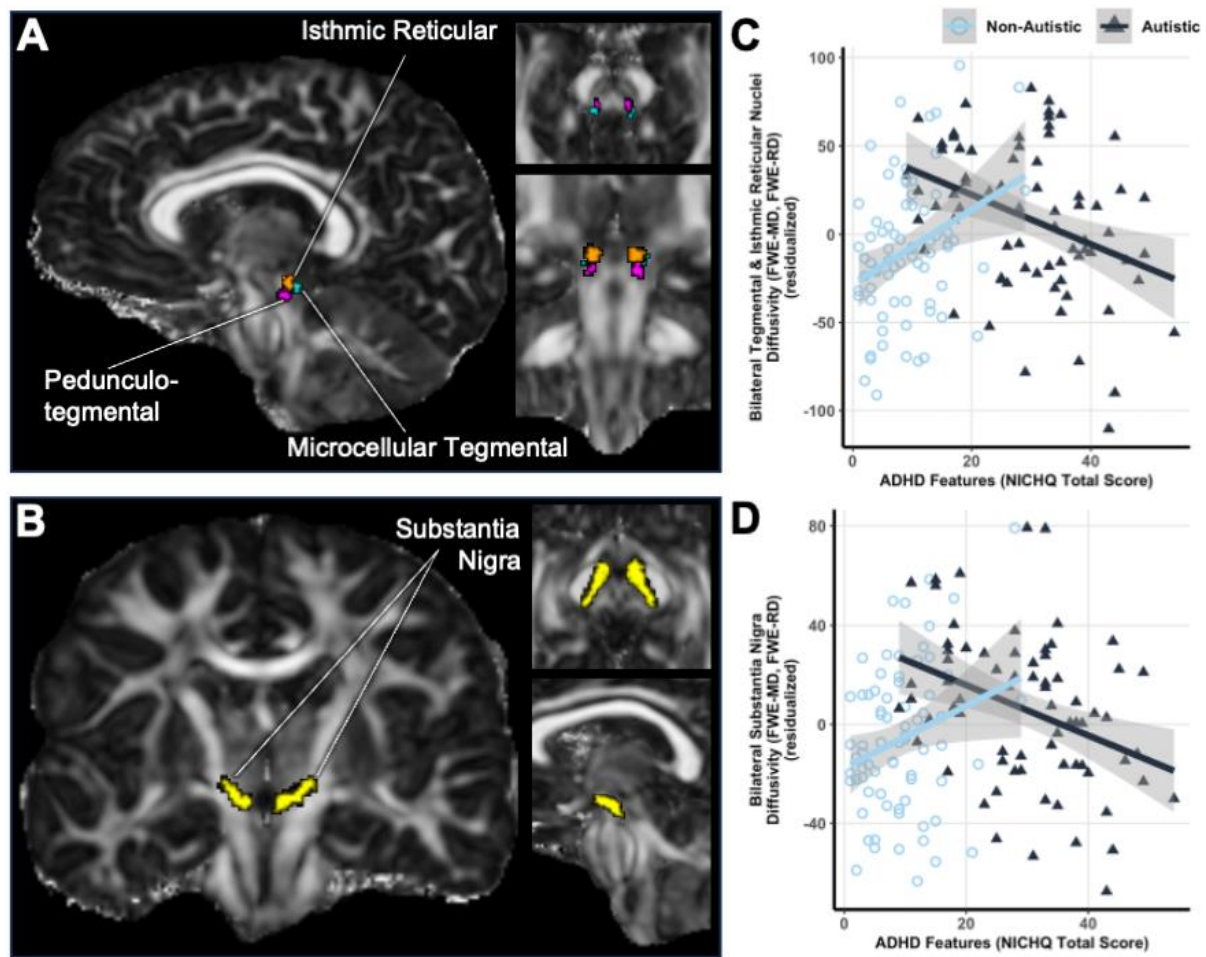 A
Isthmic Reticular
Pedunculo-
tegmental
Microcellular Tegmental
B
Substantia
Nigra
C
Non-Autistic
Autistic
Bilateral Tegmental & Isthmic Reticular Nuclei
Diffusivity (FWE-MD, FWE-RD)
(residualized)
100
50
0
-50
-100
0
20
40
ADHD Features (NICHQ Total Score)
D
Bilateral Substantia Nigra
Diffusivity (FWE-MD, FWE-RD)
(residualized)
80
40
0
-40
0
20
40
ADHD Features (NICHQ Total Score)